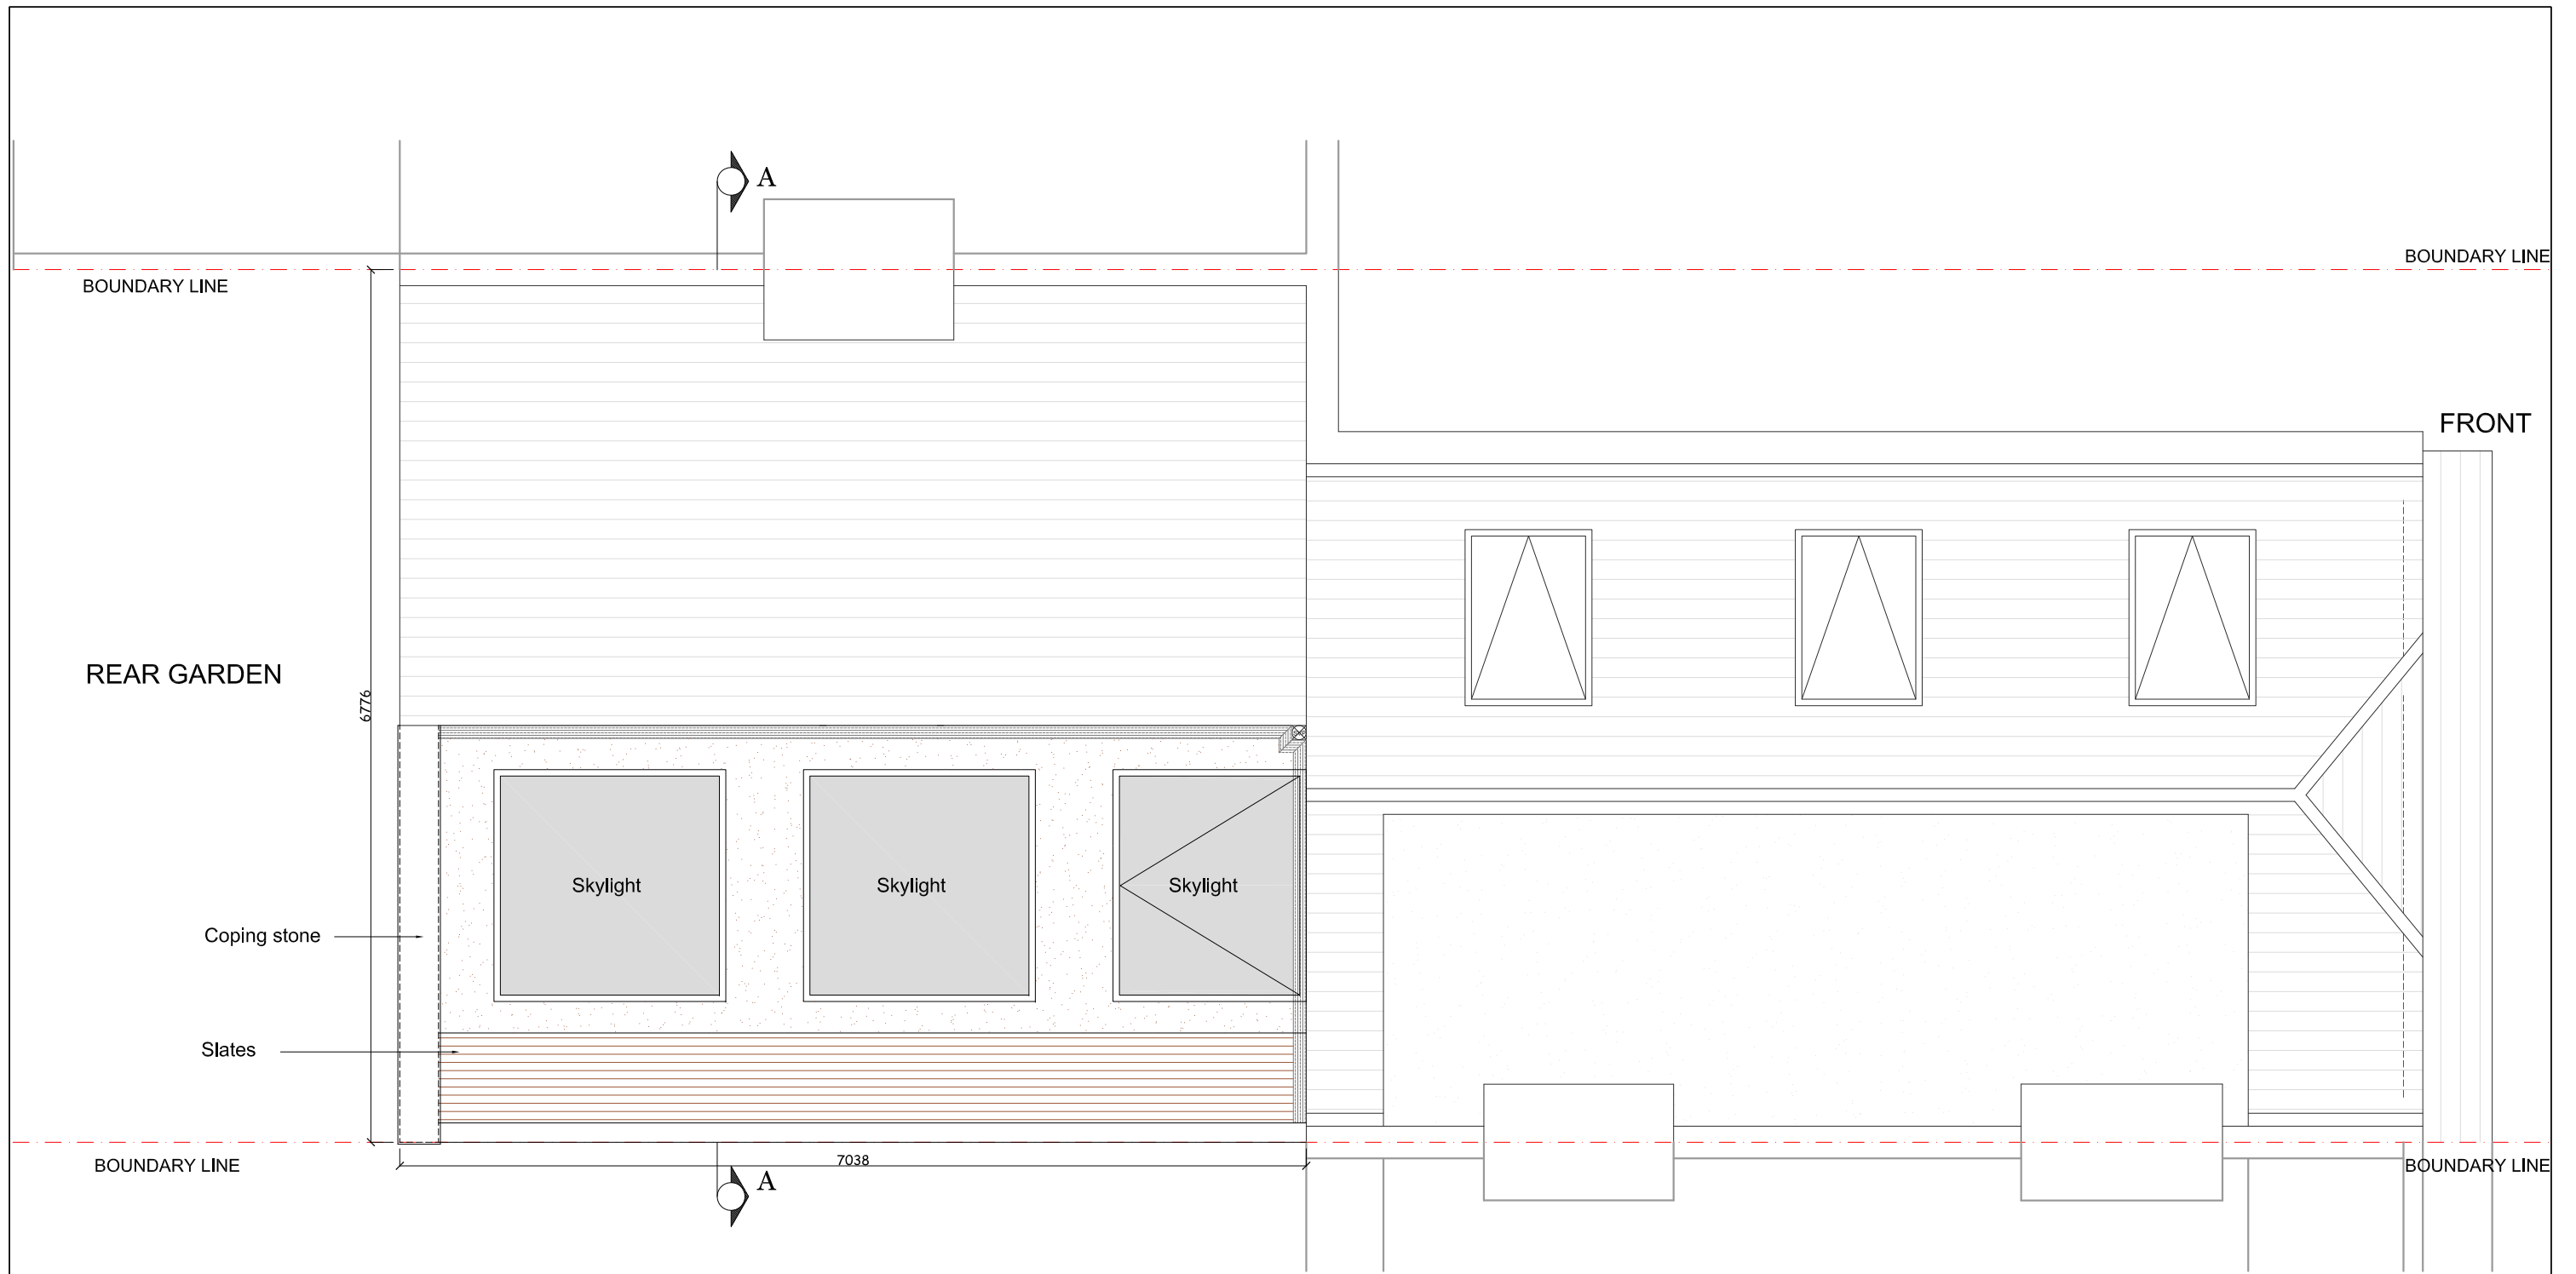 A
BOUNDARY LINE
BOUNDARY LINE
FRONT
REAR GARDEN
6776
Skylight
Skylight
Skylight
Coping stone
Slates
BOUNDARY LINE
7038
BOUNDARY LINE
A